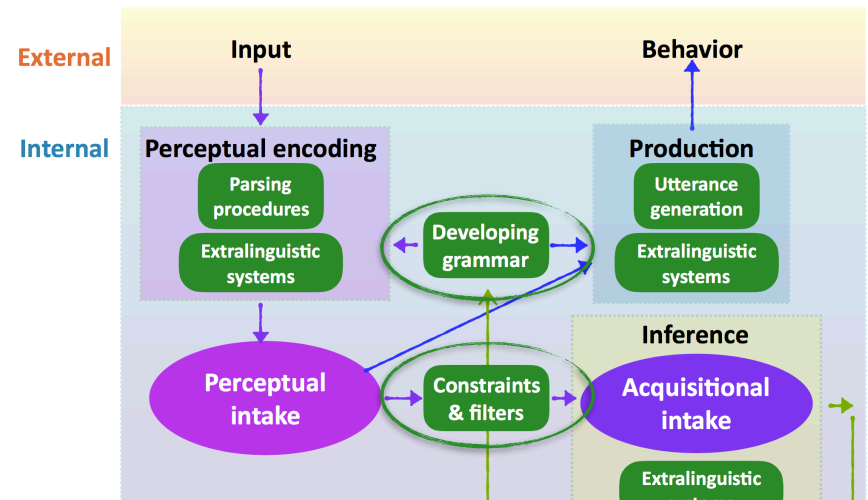 External
Input
Behavior
Internal
Perceptual encoding
Parsing
procedures
Extralinguistic
systems
Developing
grammar
Production
Utterance
generation
Extralinguistic
systems
Perceptual
intake
Constraints
& filters
Inference
Acquisitional
intake
Extralinguistic